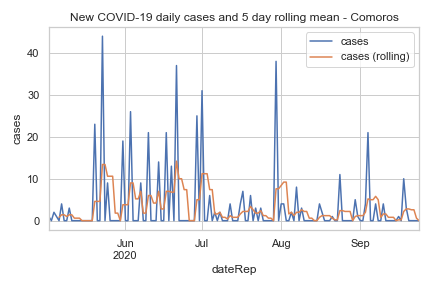 New COVID-19 daily cases and 5 day rolling mean - Comoros
cases
cases (rolling)
40
30
20
10
0
cases
Jun
2020
Jul
Aug
Sep
dateRep